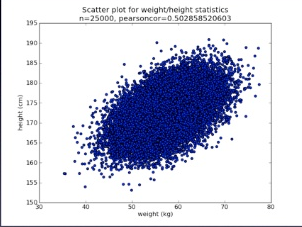 Scatter plot for weight/height statistics
n=25000, pearsoncor=0.502858520603
195
190
185
180
175
170
165
160
155
150
height (cm)
30 40 50 60 70 80
weight (kg)